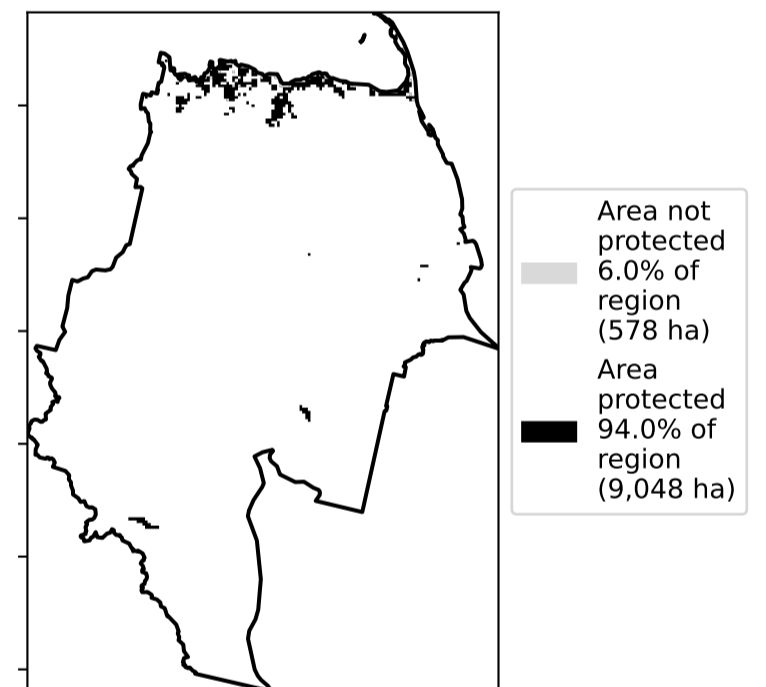 Area not
protected
6.0% of
region
(578 ha)
Area
protected
94.0% of
region
(9,048 ha)